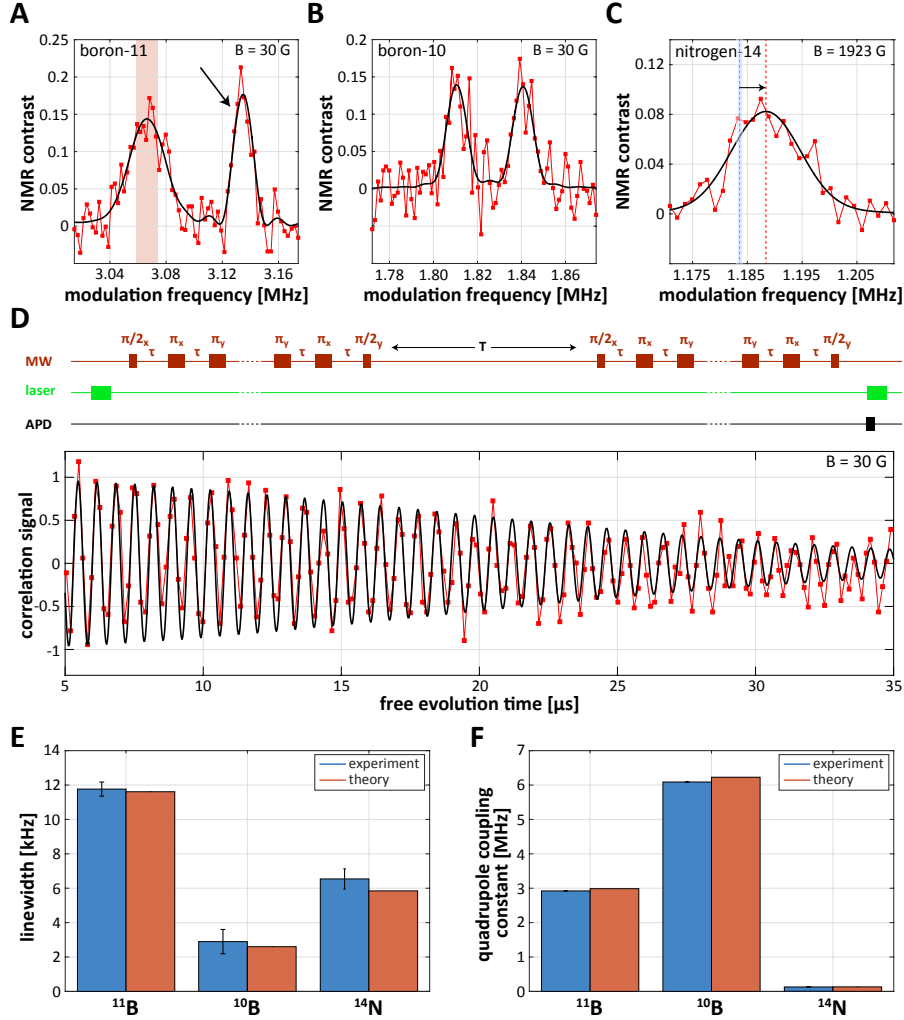 A
boron-11
B = 30 G
NMR contrast
0.25
0.2
0.15
0.1
0.05
0
3.04
3.08
3.12
3.16
modulation frequency [MHz]
B
boron-10
B = 30 G
NMR contrast
0.2
0.15
0.1
0.05
0
1.78
1.80
1.82
1.84
1.86
modulation frequency [MHz]
C
nitrogen-14
B = 1923 G
NMR contrast
0.12
0.08
0.04
0
1.175
1.185
1.195
1.205
modulation frequency [MHz]
D
π/2x πx πy πy πx π/2y π/2x πx πy πy πx π/2y
MW τ τ τ τ T τ τ τ τ
laser
APD
B = 30 G
correlation signal
1
0.5
0
-0.5
-1
5 10 15 20 25 30 35
free evolution time [µs]
E
experiment
theory
linewidth [kHz]
14
12
10
8
6
4
2
0
¹¹B ¹⁰B ¹⁴N
F
experiment
theory
quadrupole coupling
constant [MHz]
7
6
5
4
3
2
1
0
¹¹B ¹⁰B ¹⁴N